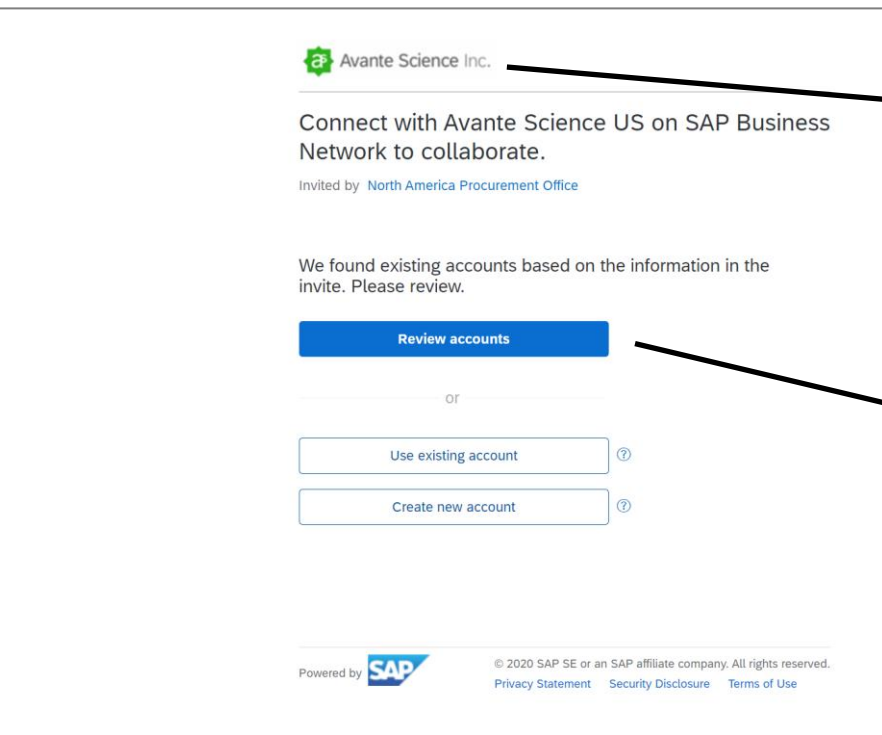 Avante Science Inc.
Connect with Avante Science US on SAP Business
Network to collaborate.
Invited by North America Procurement Office
We found existing accounts based on the information in the
invite. Please review.
Review accounts
or
Use existing account
?
Create new account
?
Powered by SAP
© 2020 SAP SE or an SAP affiliate company. All rights reserved.
Privacy Statement Security Disclosure Terms of Use